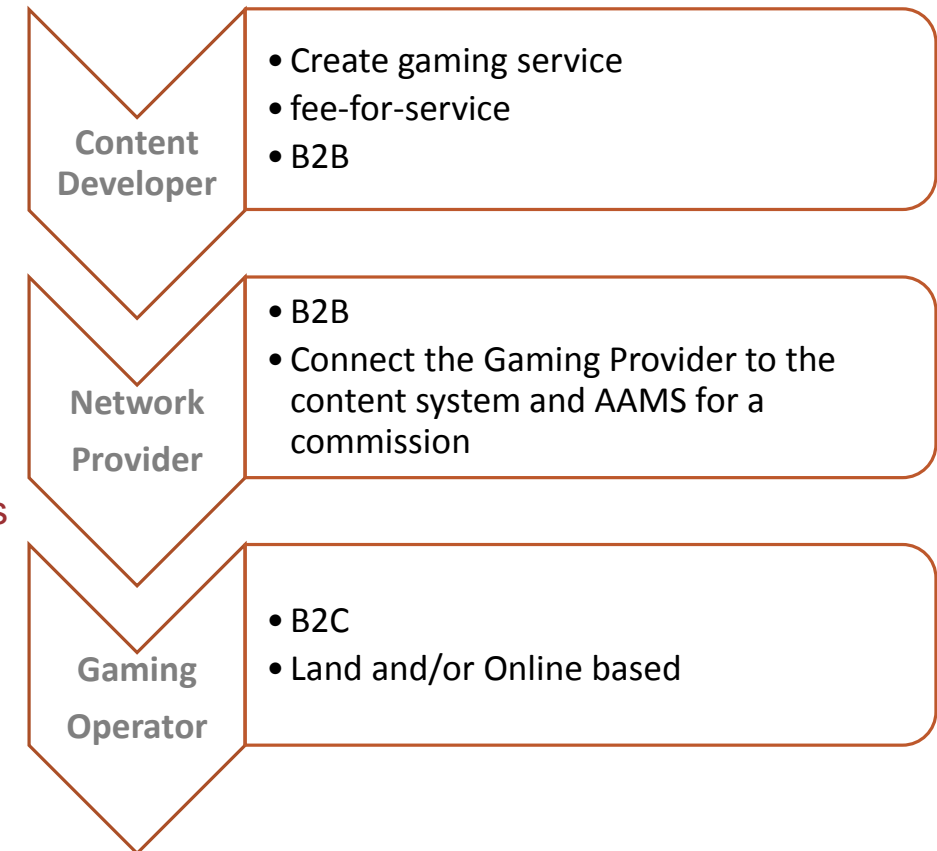 Content
Developer
• Create gaming service
• fee-for-service
• B2B
Network
Provider
• B2B
• Connect the Gaming Provider to the
content system and AAMS for a
commission
s
Gaming
Operator
• B2C
• Land and/or Online based